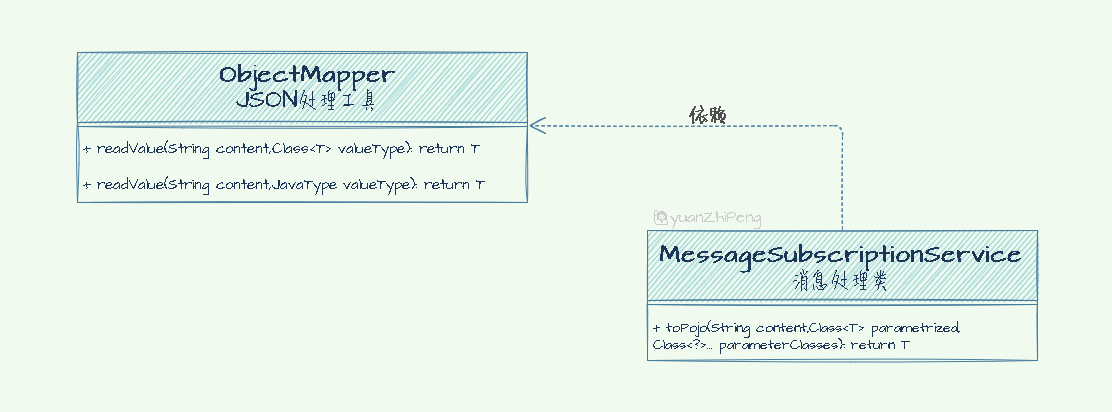 ObjectMapper
JSON处理工具
+ readValue(String content,Class<T> valueType): return T
+ readValue(String content,JavaType valueType): return T
依赖
yuanZhiPeng
MessageSubscriptionService
消息处理类
+ toPojo(String content,Class<T> parametrized,
Class<?>... parameterClasses): return T